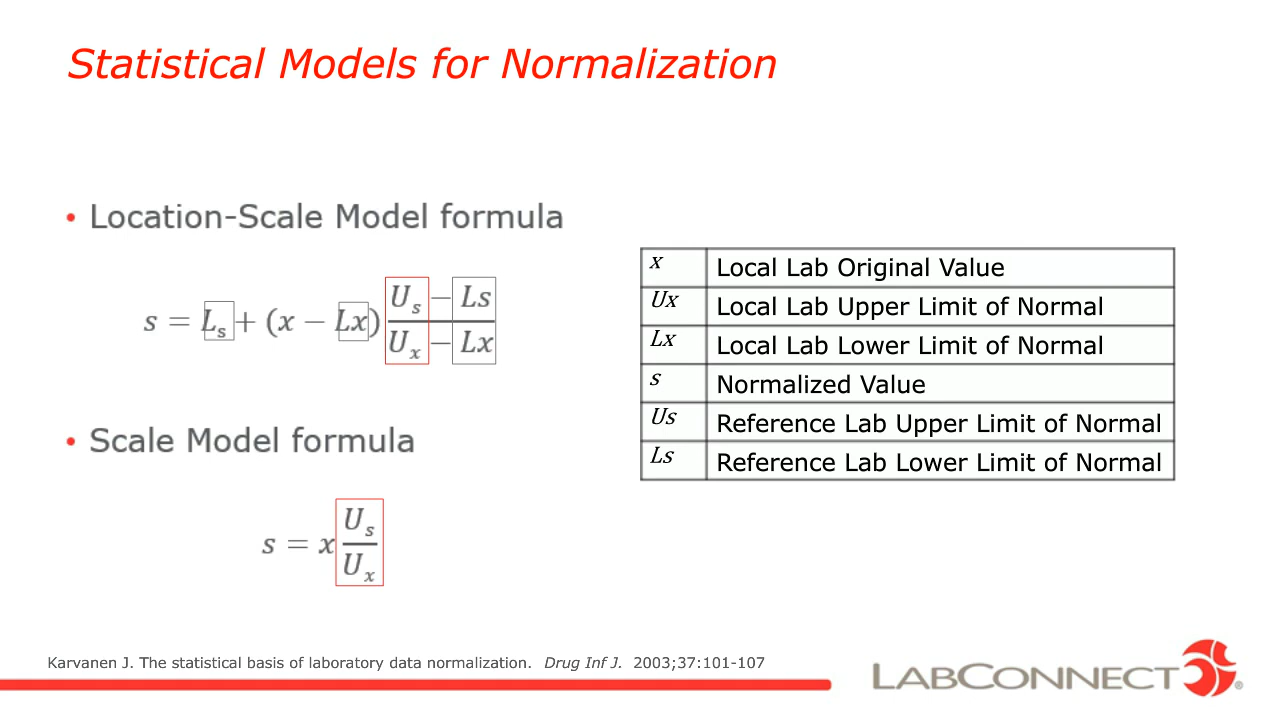 Statistical Models for Normalization
• Location-Scale Model formula
s = Ls + (x − Lx) (Us − Ls) / (Ux − Lx)
• Scale Model formula
s = x Us / Ux
x Local Lab Original Value
Ux Local Lab Upper Limit of Normal
Lx Local Lab Lower Limit of Normal
s Normalized Value
Us Reference Lab Upper Limit of Normal
Ls Reference Lab Lower Limit of Normal
Karvanen J. The statistical basis of laboratory data normalization. Drug Inf J. 2003;37:101-107
LABCONNECT®